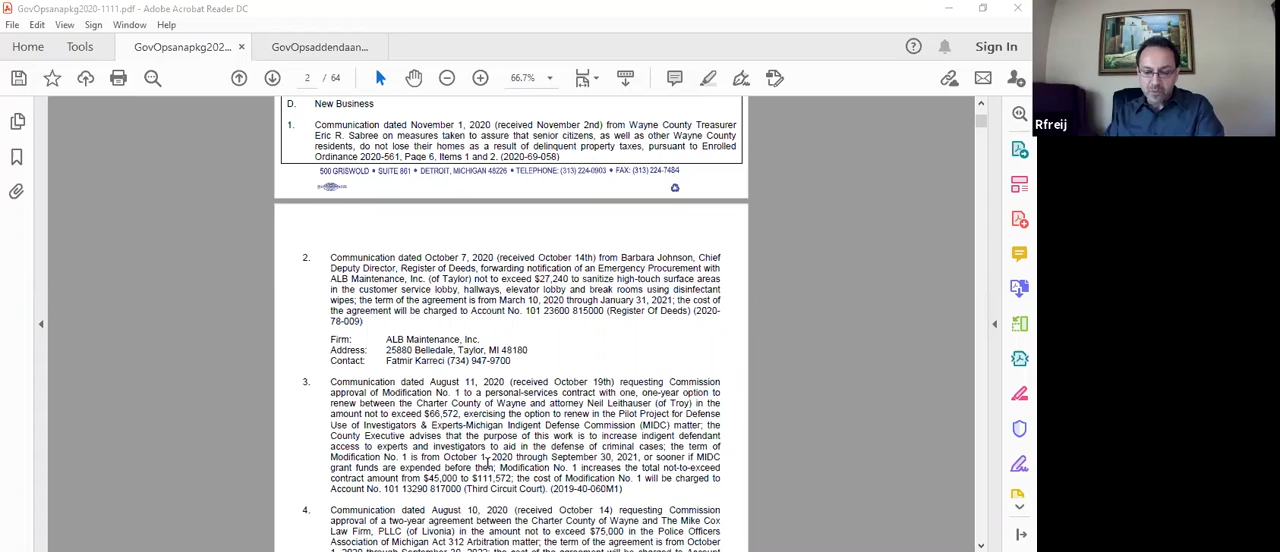 GovOpsanapkg2020-1111.pdf - Adobe Acrobat Reader DC
File Edit View Sign Window Help
Home Tools GovOpsanapkg202... × GovOpsaddendaan... Sign In
2 / 64 66.7%
D. New Business
1. Communication dated November 1, 2020 (received November 2nd) from Wayne County Treasurer
Eric R. Sabree on measures taken to assure that senior citizens, as well as other Wayne County
residents, do not lose their homes as a result of delinquent property taxes, pursuant to Enrolled
Ordinance 2020-561, Page 6, Items 1 and 2. (2020-69-058)
500 GRISWOLD • SUITE 861 • DETROIT, MICHIGAN 48226 • TELEPHONE: (313) 224-0903 • FAX: (313) 224-7484
2. Communication dated October 7, 2020 (received October 14th) from Barbara Johnson, Chief
Deputy Director, Register of Deeds, forwarding notification of an Emergency Procurement with
ALB Maintenance, Inc. (of Taylor) not to exceed $27,240 to sanitize high-touch surface areas
in the customer service lobby, hallways, elevator lobby and break rooms using disinfectant
wipes; the term of the agreement is from March 10, 2020 through January 31, 2021; the cost of
the agreement will be charged to Account No. 101 23600 815000 (Register Of Deeds) (2020-
78-009)
Firm: ALB Maintenance, Inc.
Address: 25880 Belledale, Taylor, MI 48180
Contact: Fatmir Karreci (734) 947-9700
3. Communication dated August 11, 2020 (received October 19th) requesting Commission
approval of Modification No. 1 to a personal-services contract with one, one-year option to
renew between the Charter County of Wayne and attorney Neil Leithauser (of Troy) in the
amount not to exceed $66,572, exercising the option to renew in the Pilot Project for Defense
Use of Investigators & Experts-Michigan Indigent Defense Commission (MIDC) matter; the
County Executive advises that the purpose of this work is to increase indigent defendant
access to experts and investigators to aid in the defense of criminal cases; the term of
Modification No. 1 is from October 1, 2020 through September 30, 2021, or sooner if MIDC
grant funds are expended before then; Modification No. 1 increases the total not-to-exceed
contract amount from $45,000 to $111,572; the cost of Modification No. 1 will be charged to
Account No. 101 13290 817000 (Third Circuit Court). (2019-40-060M1)
4. Communication dated August 10, 2020 (received October 14) requesting Commission
approval of a two-year agreement between the Charter County of Wayne and The Mike Cox
Law Firm, PLLC (of Livonia) in the amount not to exceed $75,000 in the Police Officers
Association of Michigan Act 312 Arbitration matter; the term of the agreement is from October
1, 2020 through September 30, 2022; the cost of the agreement will be charged to Account
Rfreij